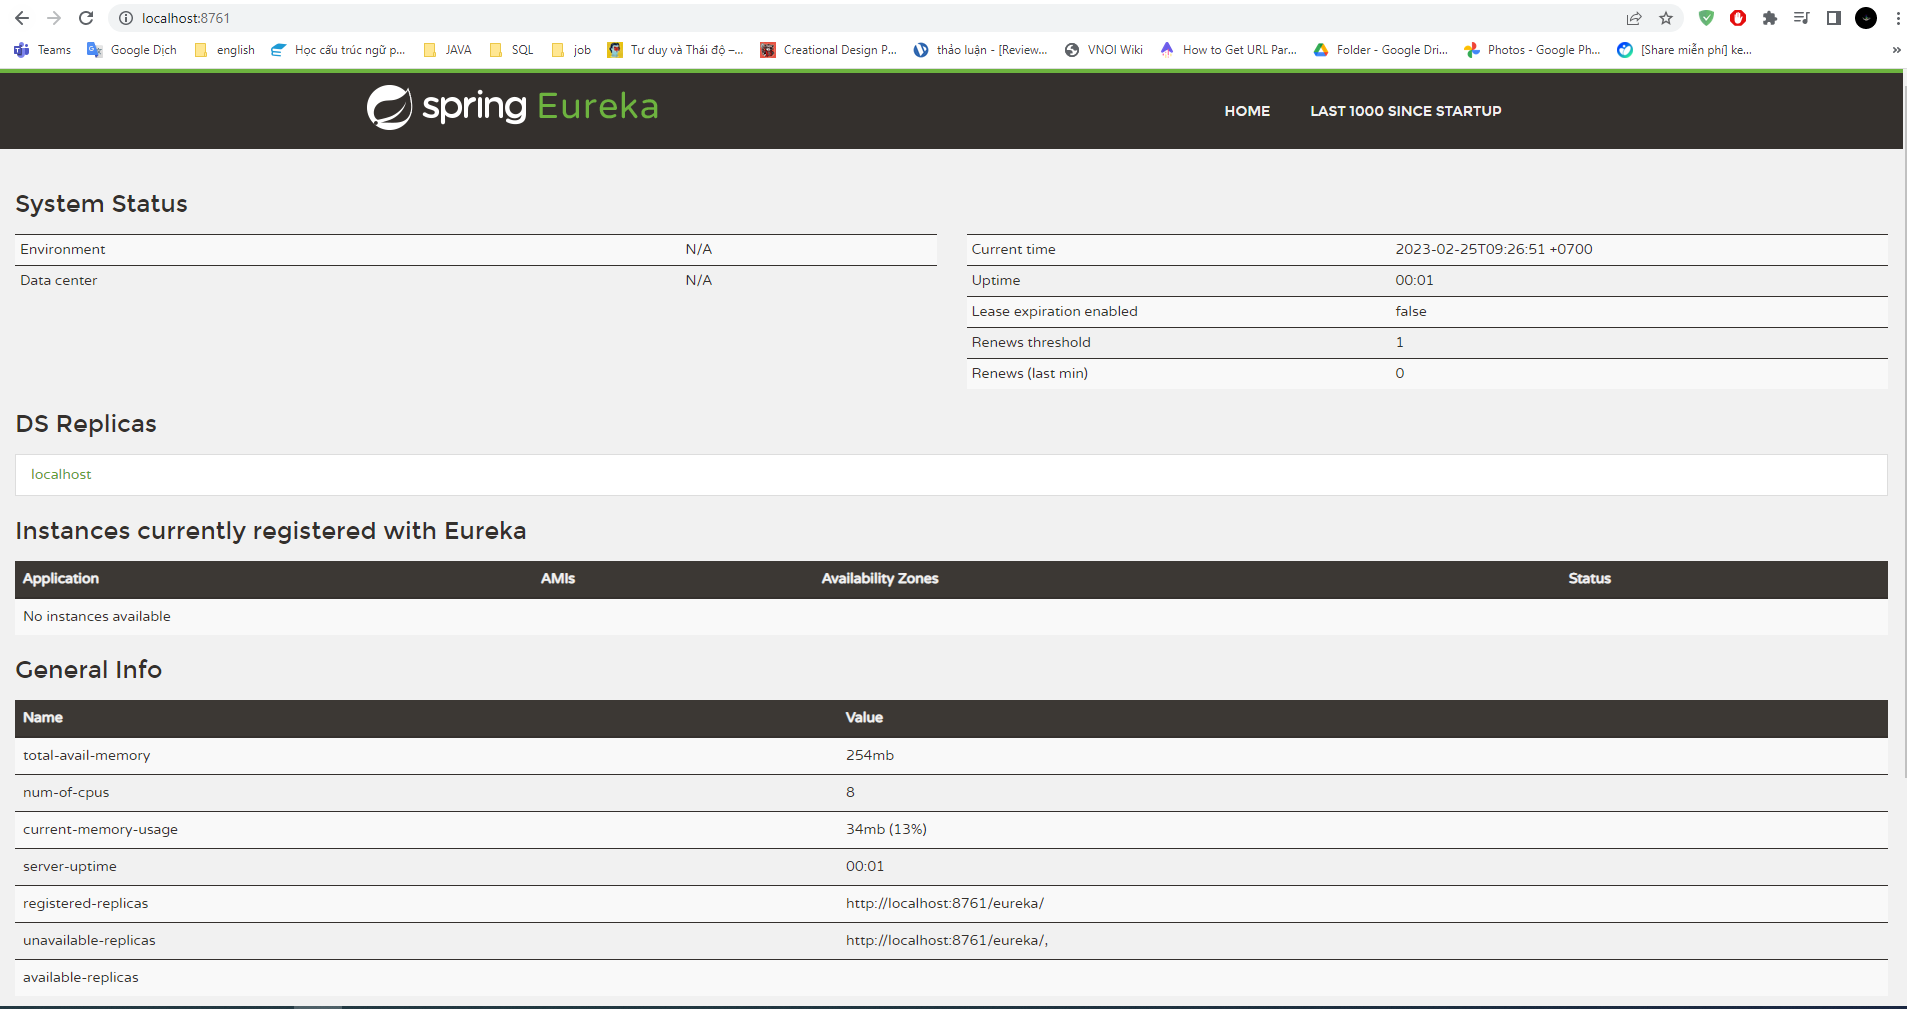 localhost:8761
Teams Google Dịch english Học cấu trúc ngữ p... JAVA SQL job Tư duy và Thái độ –... Creational Design P... thảo luận - [Review... VNOI Wiki How to Get URL Par... Folder - Google Dri... Photos - Google Ph... [Share miễn phí] ke... »
spring Eureka HOME LAST 1000 SINCE STARTUP
System Status
Environment N/A
Data center N/A
Current time 2023-02-25T09:26:51 +0700
Uptime 00:01
Lease expiration enabled false
Renews threshold 1
Renews (last min) 0
DS Replicas
localhost
Instances currently registered with Eureka
Application AMIs Availability Zones Status
No instances available
General Info
Name Value
total-avail-memory 254mb
num-of-cpus 8
current-memory-usage 34mb (13%)
server-uptime 00:01
registered-replicas http://localhost:8761/eureka/
unavailable-replicas http://localhost:8761/eureka/,
available-replicas